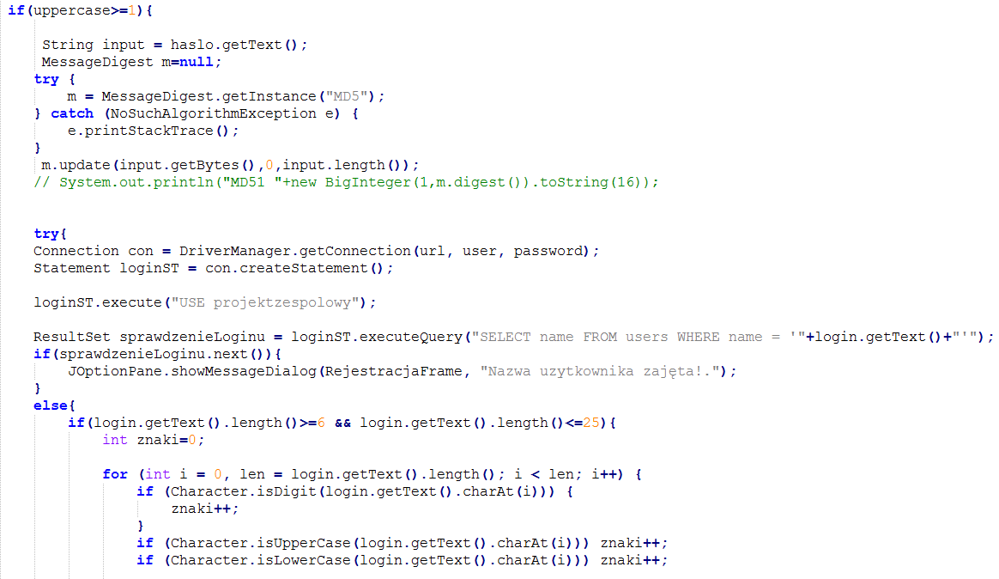 if(uppercase>=1){
String input = haslo.getText();
MessageDigest m=null;
try {
m = MessageDigest.getInstance("MD5");
} catch (NoSuchAlgorithmException e) {
e.printStackTrace();
}
m.update(input.getBytes(),0,input.length());
// System.out.println("MD51 "+new BigInteger(1,m.digest()).toString(16));
try{
Connection con = DriverManager.getConnection(url, user, password);
Statement loginST = con.createStatement();
loginST.execute("USE projektzespolowy");
ResultSet sprawdzenieLoginu = loginST.executeQuery("SELECT name FROM users WHERE name = '"+login.getText()+"'");
if(sprawdzenieLoginu.next()){
JOptionPane.showMessageDialog(RejestracjaFrame, "Nazwa uzytkownika zajęta!.");
}
else{
if(login.getText().length()>=6 && login.getText().length()<=25){
int znaki=0;
for (int i = 0, len = login.getText().length(); i < len; i++) {
if (Character.isDigit(login.getText().charAt(i))) {
znaki++;
}
if (Character.isUpperCase(login.getText().charAt(i))) znaki++;
if (Character.isLowerCase(login.getText().charAt(i))) znaki++;